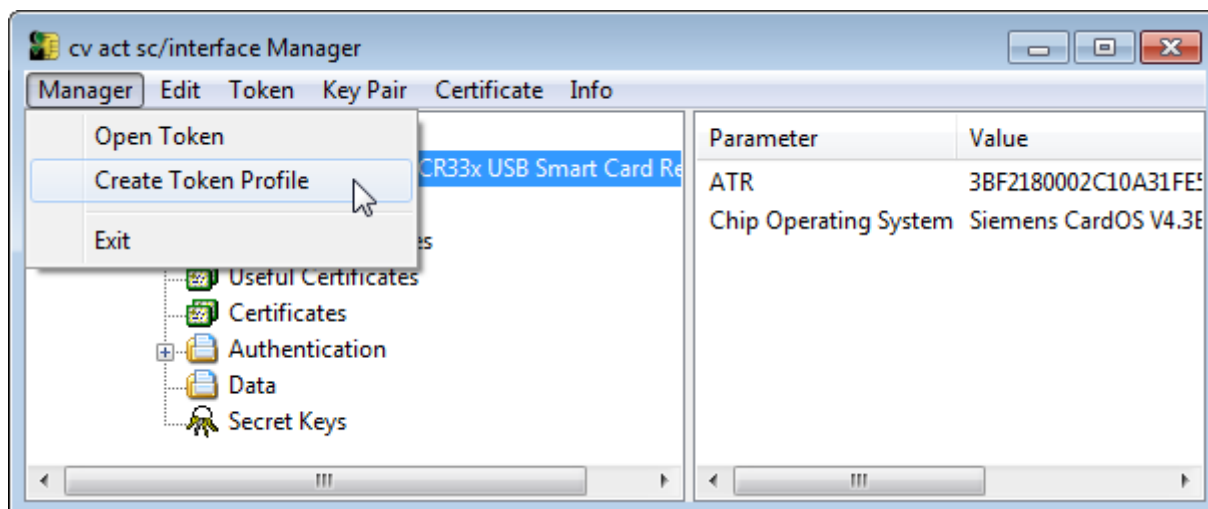 cv act sc/interface Manager
Manager Edit Token Key Pair Certificate Info
Open Token
Create Token Profile
Exit
CR33x USB Smart Card Re
es
Useful Certificates
Certificates
Authentication
Data
Secret Keys
Parameter Value
ATR 3BF2180002C10A31FE5
Chip Operating System Siemens CardOS V4.3B